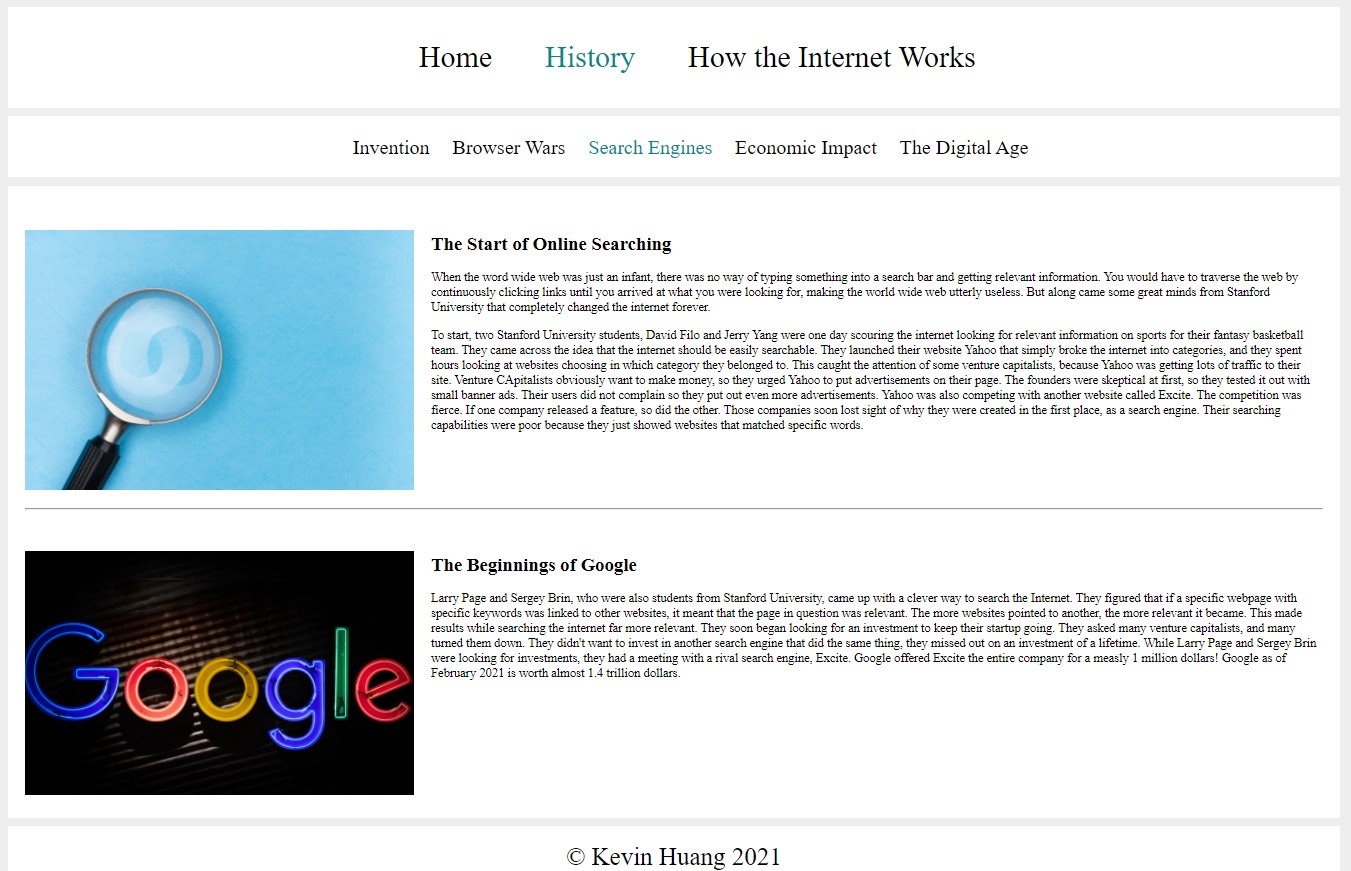 Home History How the Internet Works
Invention Browser Wars Search Engines Economic Impact The Digital Age
The Start of Online Searching
When the word wide web was just an infant, there was no way of typing something into a search bar and getting relevant information. You would have to traverse the web by
continuously clicking links until you arrived at what you were looking for, making the world wide web utterly useless. But along came some great minds from Stanford
University that completely changed the internet forever.
To start, two Stanford University students, David Filo and Jerry Yang were one day scouring the internet looking for relevant information on sports for their fantasy basketball
team. They came across the idea that the internet should be easily searchable. They launched their website Yahoo that simply broke the internet into categories, and they spent
hours looking at websites choosing in which category they belonged to. This caught the attention of some venture capitalists, because Yahoo was getting lots of traffic to their
site. Venture CApitalists obviously want to make money, so they urged Yahoo to put advertisements on their page. The founders were skeptical at first, so they tested it out with
small banner ads. Their users did not complain so they put out even more advertisements. Yahoo was also competing with another website called Excite. The competition was
fierce. If one company released a feature, so did the other. Those companies soon lost sight of why they were created in the first place, as a search engine. Their searching
capabilities were poor because they just showed websites that matched specific words.
Google
The Beginnings of Google
Larry Page and Sergey Brin, who were also students from Stanford University, came up with a clever way to search the Internet. They figured that if a specific webpage with
specific keywords was linked to other websites, it meant that the page in question was relevant. The more websites pointed to another, the more relevant it became. This made
results while searching the internet far more relevant. They soon began looking for an investment to keep their startup going. They asked many venture capitalists, and many
turned them down. They didn't want to invest in another search engine that did the same thing, they missed out on an investment of a lifetime. While Larry Page and Sergey Brin
were looking for investments, they had a meeting with a rival search engine, Excite. Google offered Excite the entire company for a measly 1 million dollars! Google as of
February 2021 is worth almost 1.4 trillion dollars.
© Kevin Huang 2021